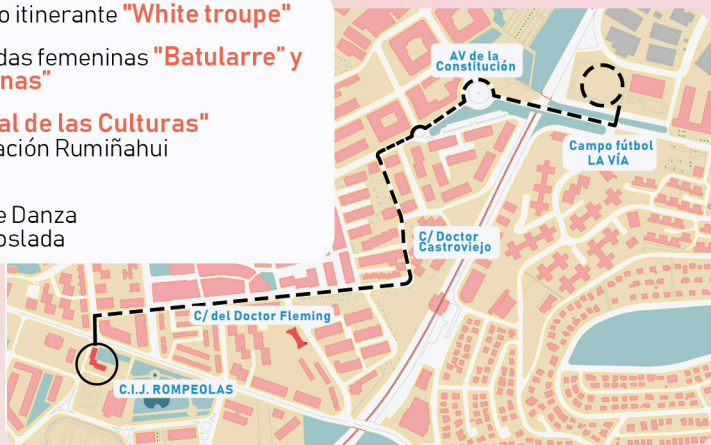 o itinerante "White troupe"
das femeninas "Batularre" y
nas"
al de las Culturas"
ación Rumiñahui
e Danza
oslada
AV de la
Constitución
Campo fútbol
LA VÍA
C/ Doctor
Castroviejo
C/ del Doctor Fleming
C.I.J. ROMPEOLAS